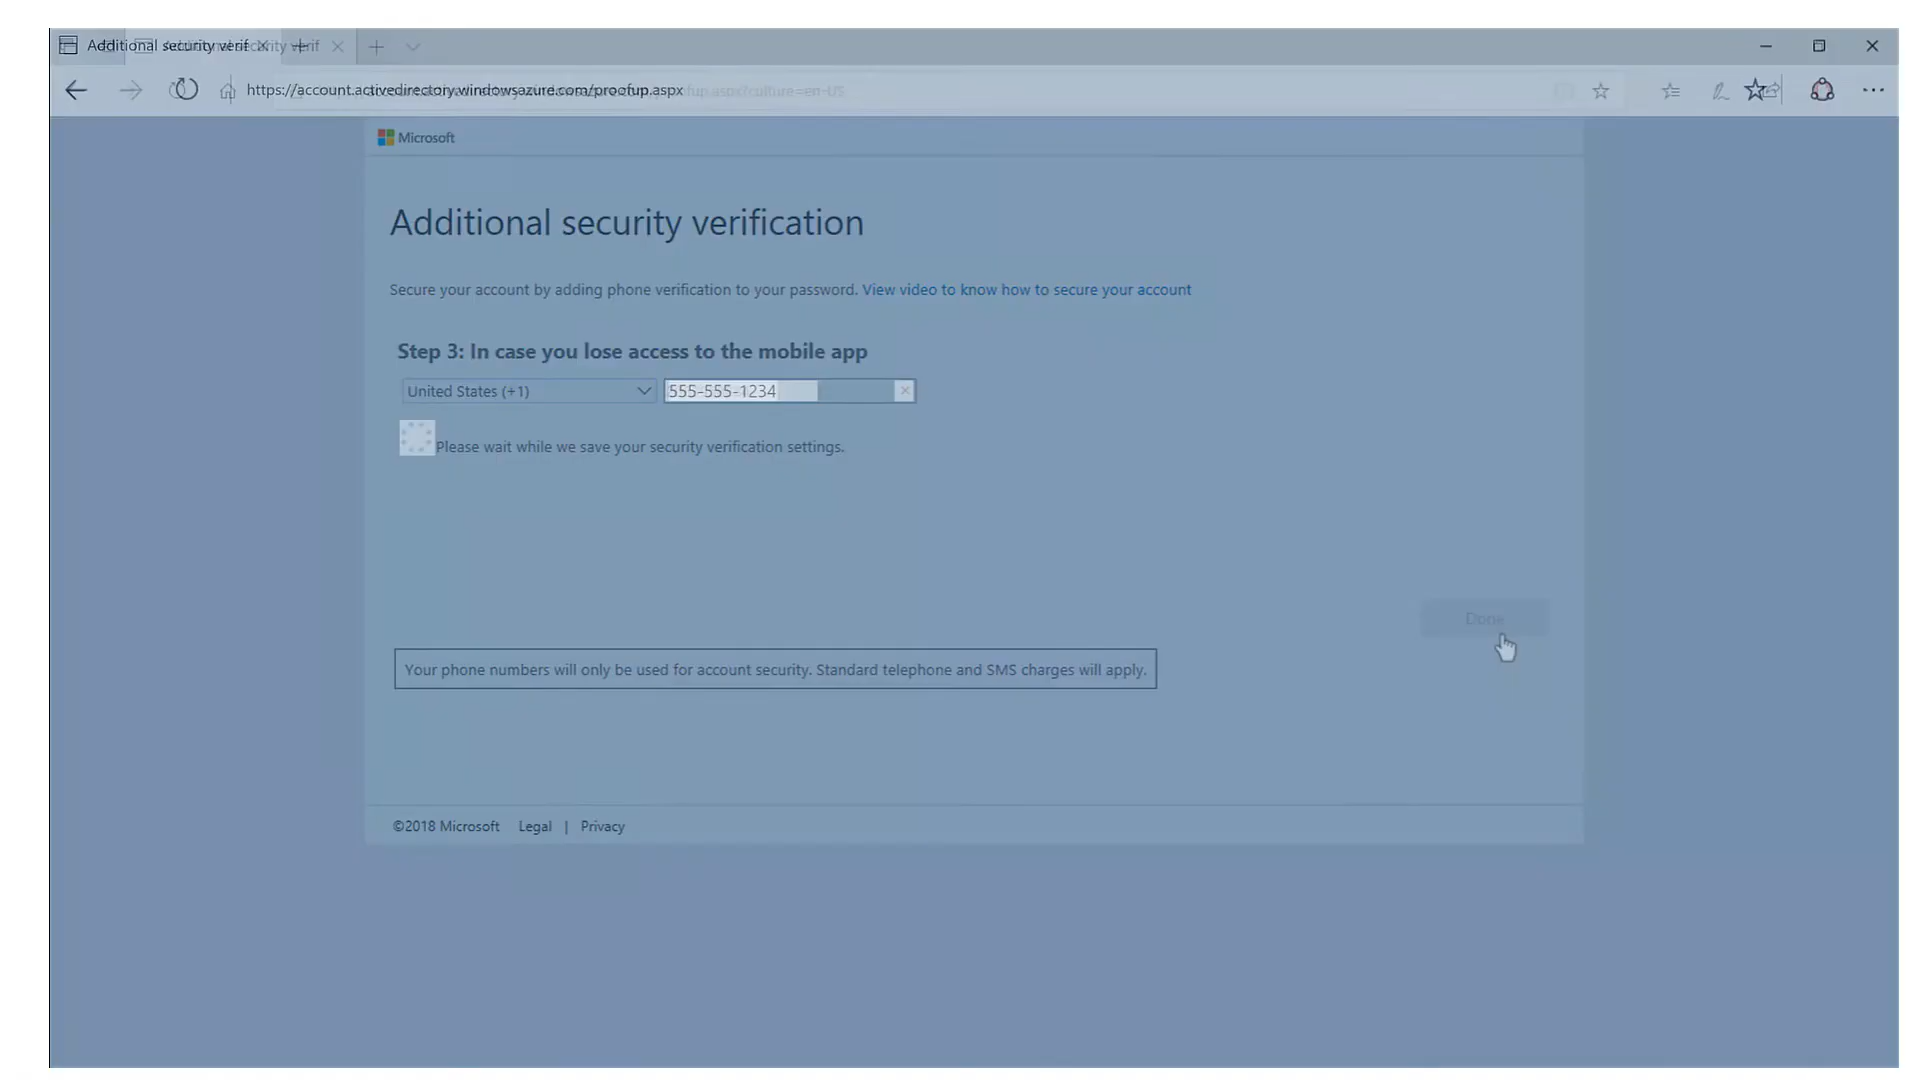 Additional security verif
https://account.activedirectory.windowsazure.com/proofup.aspx
Microsoft
Additional security verification
Secure your account by adding phone verification to your password. View video to know how to secure your account
Step 3: In case you lose access to the mobile app
United States (+1)
555-555-1234
Please wait while we save your security verification settings.
Done
Your phone numbers will only be used for account security. Standard telephone and SMS charges will apply.
©2018 Microsoft Legal | Privacy